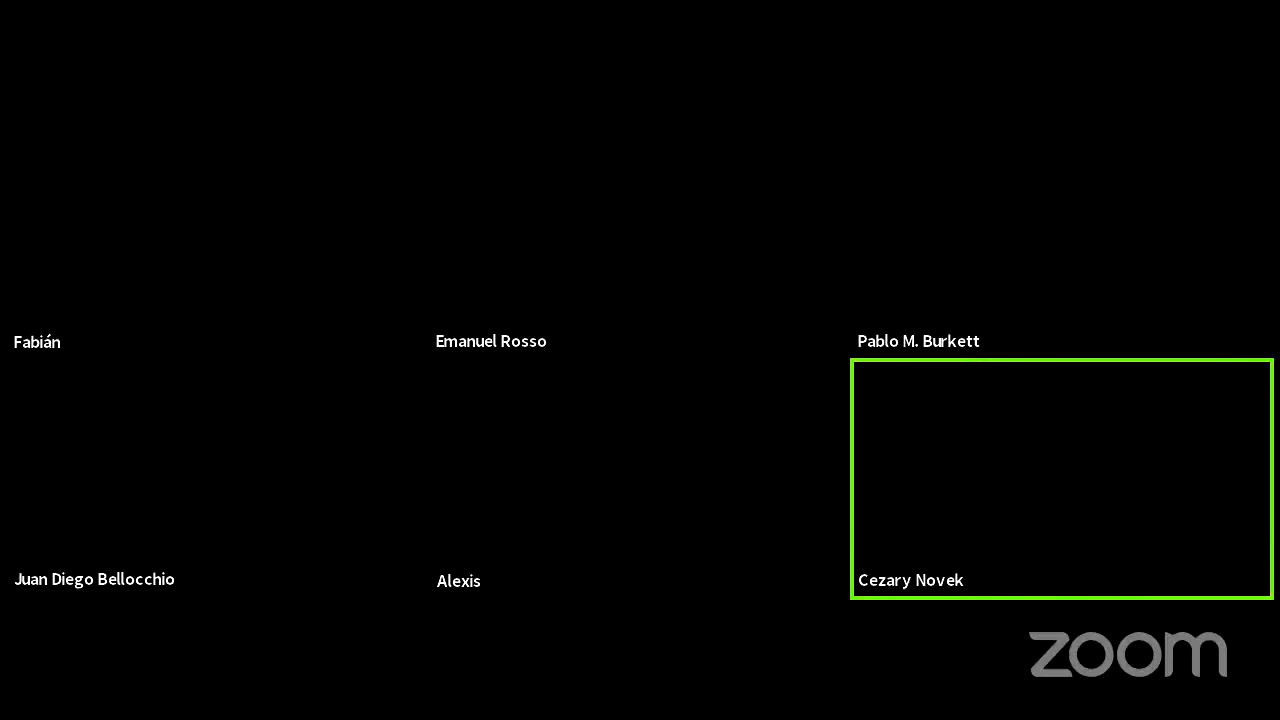 Fabián
Emanuel Rosso
Pablo M. Burkett
Juan Diego Bellocchio
Alexis
Cezary Novek
zoom